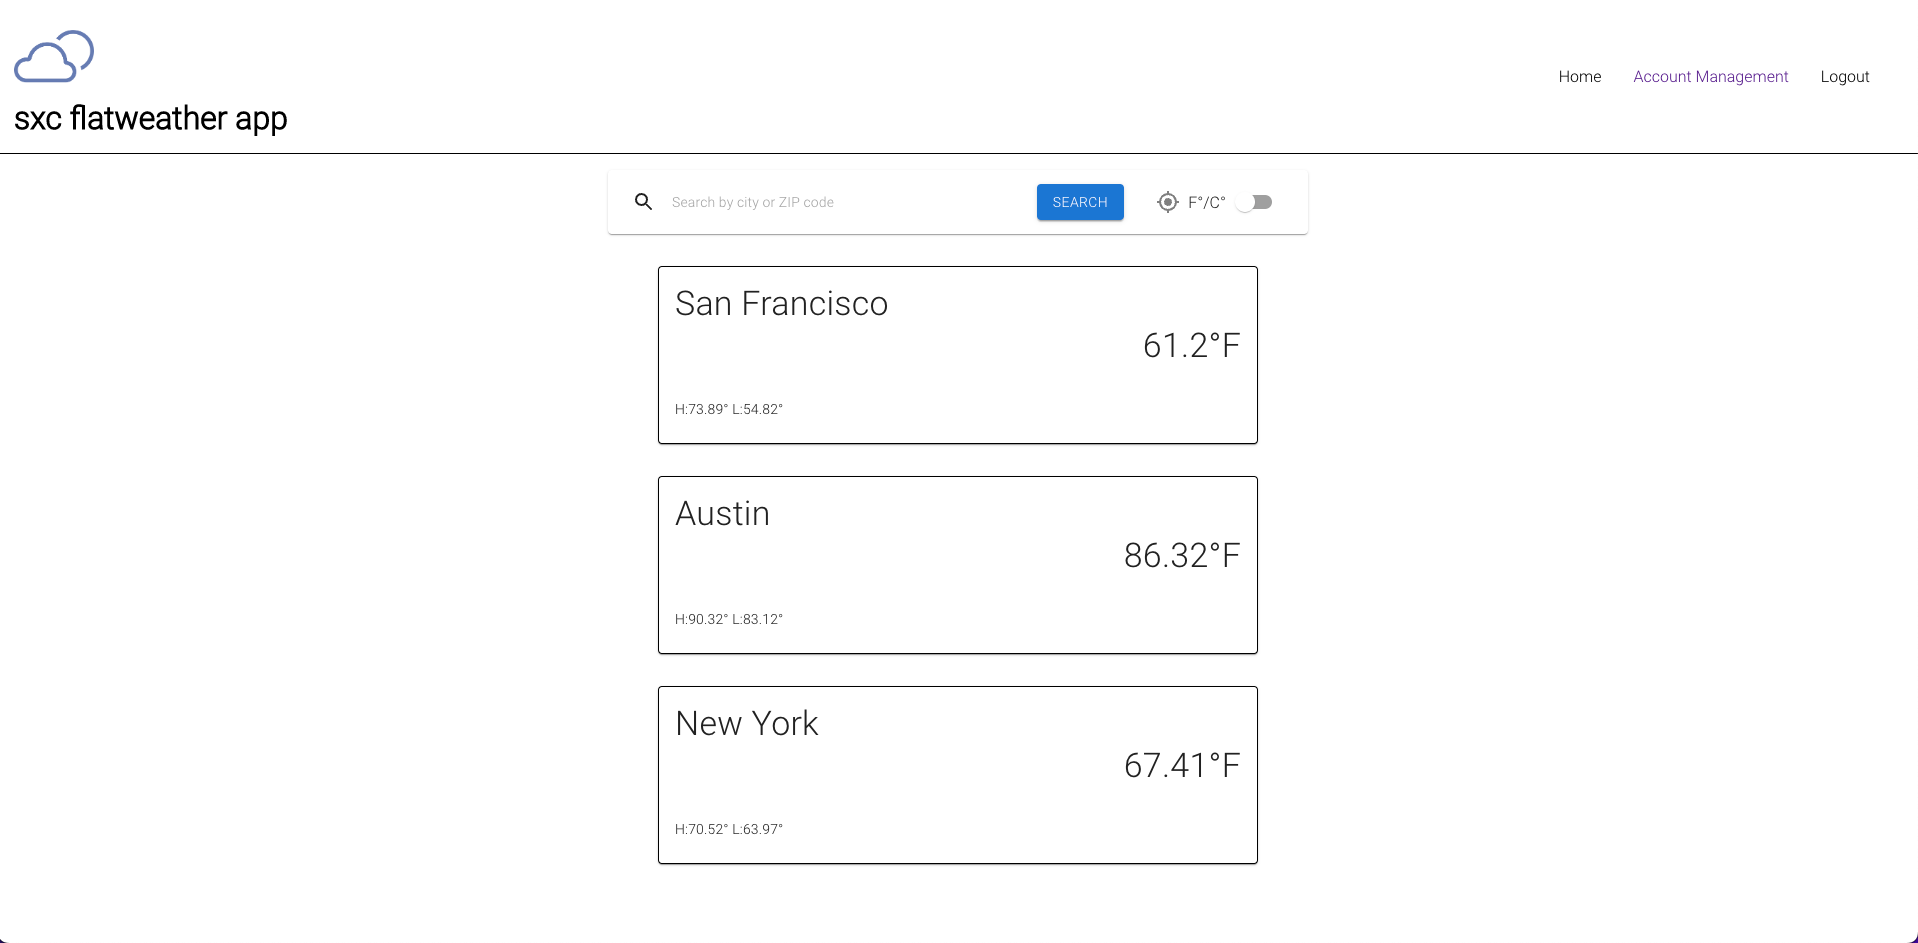 sxc flatweather app
Home Account Management Logout
Search by city or ZIP code SEARCH F°/C°
San Francisco
61.2°F
H:73.89° L:54.82°
Austin
86.32°F
H:90.32° L:83.12°
New York
67.41°F
H:70.52° L:63.97°